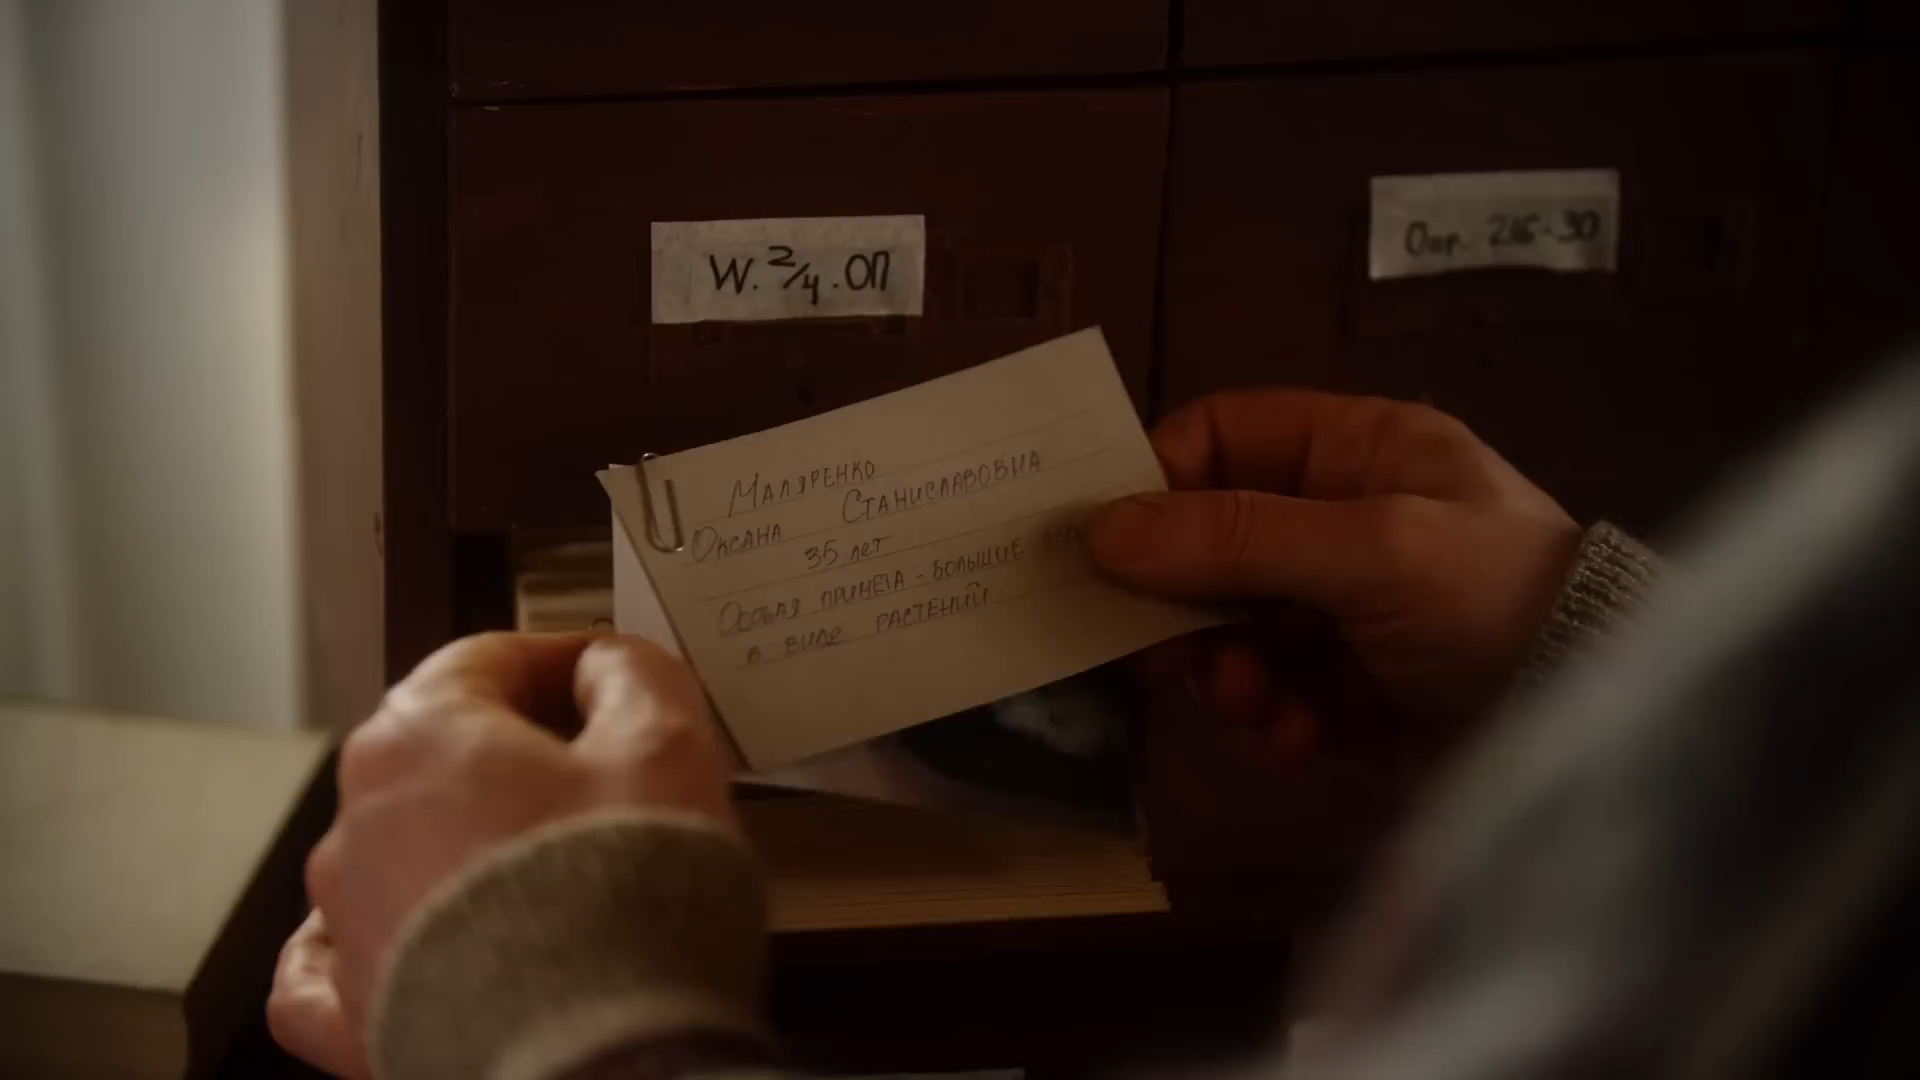 W. 2/4. ОП
Опр. 216-30
МАЛЯРЕНКО
ОКСАНА СТАНИСЛАВОВНА
35 лет
ОСОБАЯ ПРИМЕТА - БОЛЬШИЕ
в виде РАСТЕНИЙ